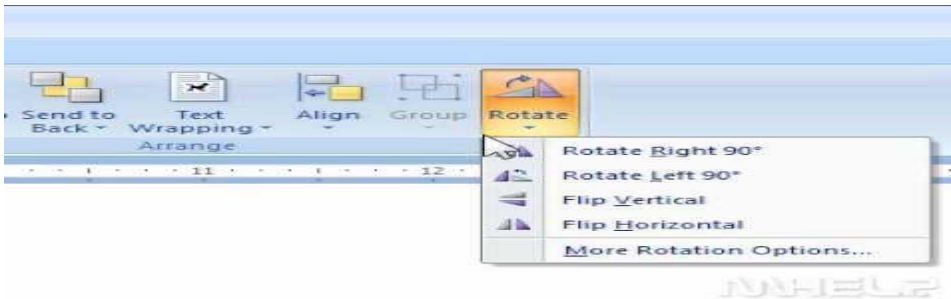 Send to Text Align Group Rotate
Back Wrapping
Arrange
11 12
Rotate Right 90°
Rotate Left 90°
Flip Vertical
Flip Horizontal
More Rotation Options...